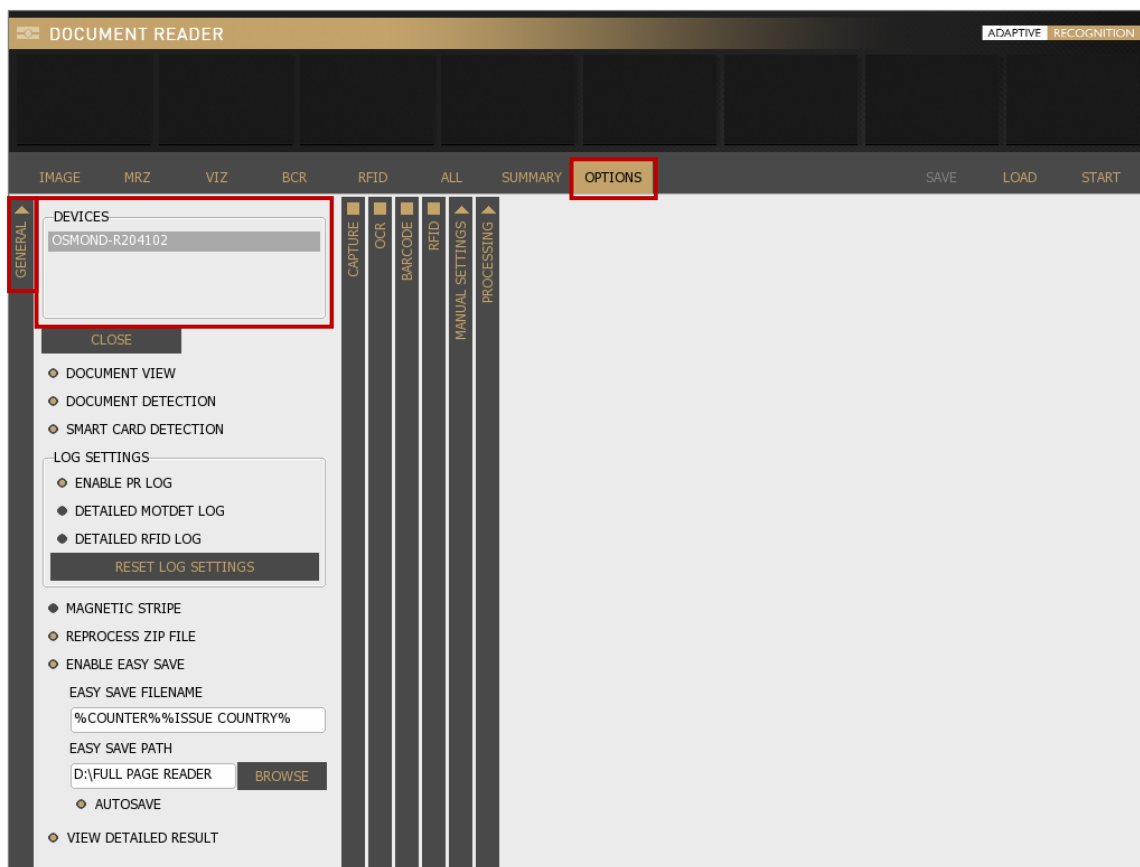 DOCUMENT READER
ADAPTIVE RECOGNITION
IMAGE MRZ VIZ BCR RFID ALL SUMMARY OPTIONS SAVE LOAD START
GENERAL
DEVICES
OSMOND-R204102
CLOSE
DOCUMENT VIEW
DOCUMENT DETECTION
SMART CARD DETECTION
LOG SETTINGS
ENABLE PR LOG
DETAILED MOTDET LOG
DETAILED RFID LOG
RESET LOG SETTINGS
MAGNETIC STRIPE
REPROCESS ZIP FILE
ENABLE EASY SAVE
EASY SAVE FILENAME
%COUNTER%%ISSUE COUNTRY%
EASY SAVE PATH
D:\FULL PAGE READER BROWSE
AUTOSAVE
VIEW DETAILED RESULT
CAPTURE
OCR
BARCODE
RFID
MANUAL SETTINGS
PROCESSING